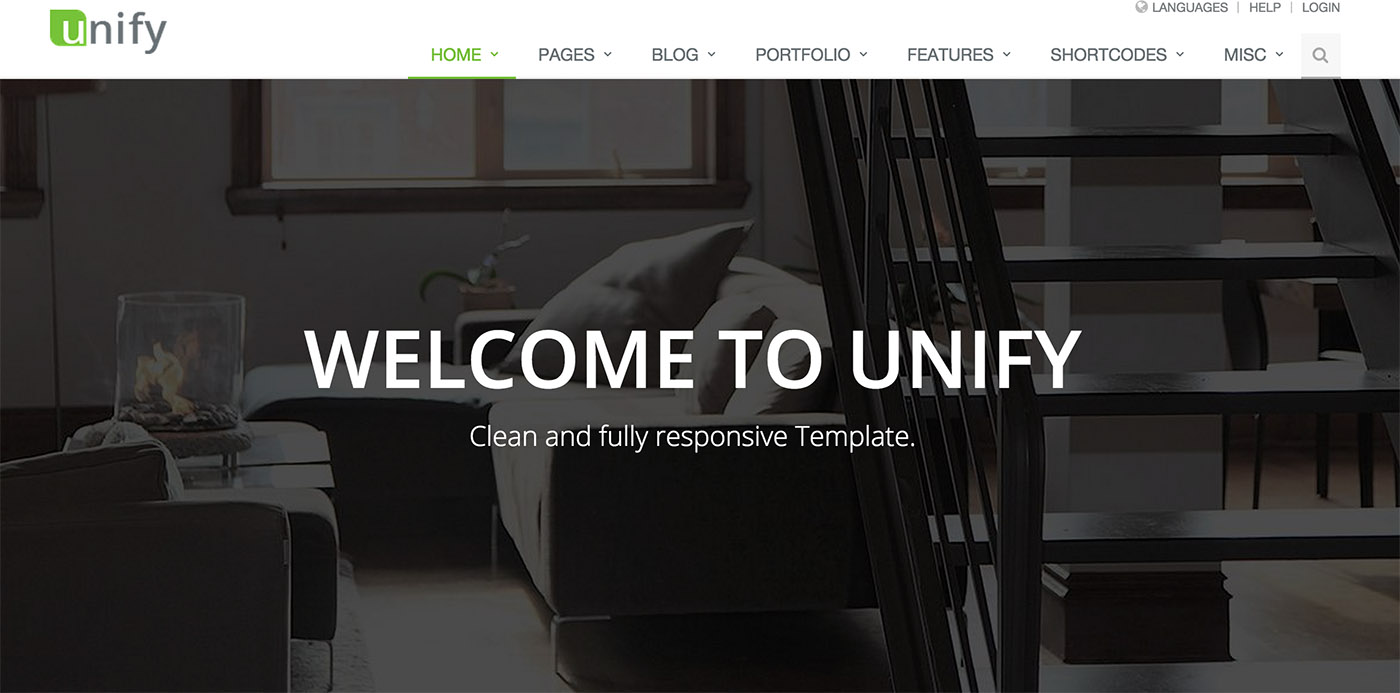 unify
LANGUAGES | HELP | LOGIN
HOME PAGES BLOG PORTFOLIO FEATURES SHORTCODES MISC
WELCOME TO UNIFY
Clean and fully responsive Template.